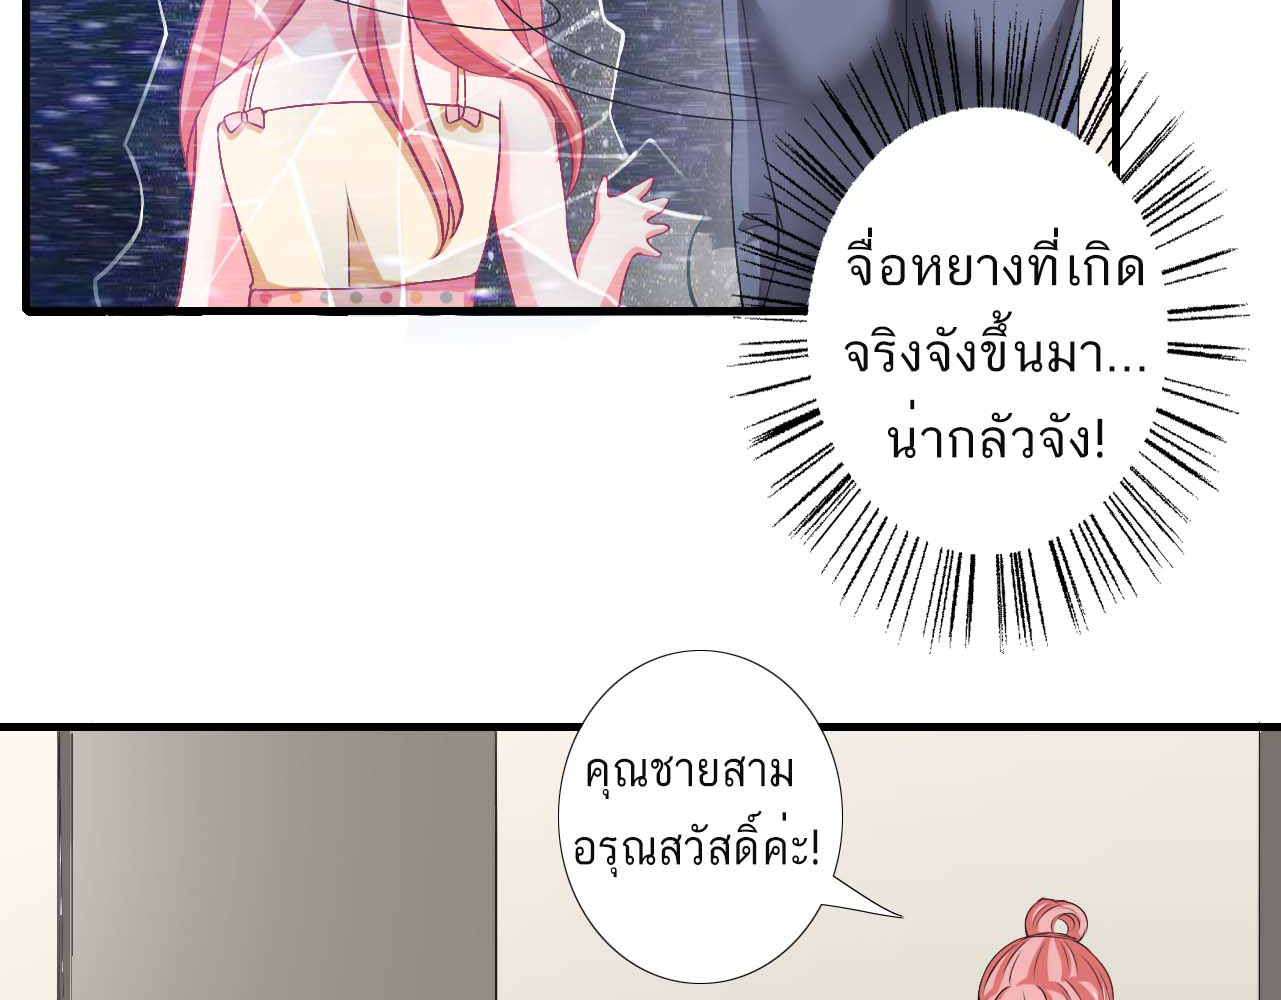 จื่อหยางที่เกิด
จริงจังขึ้นมา...
น่ากลัวจัง!
คุณชายสาม
อรุณสวัสดิ์ค่ะ!